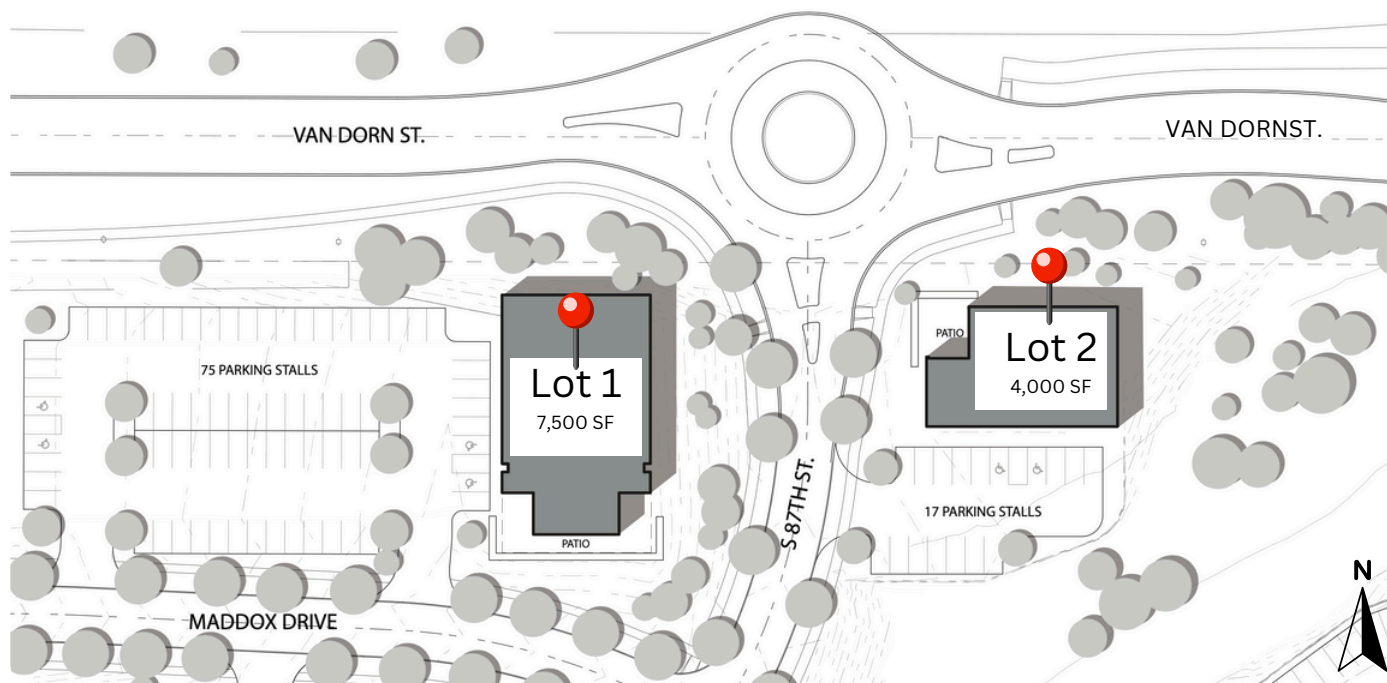 VAN DORN ST.
VAN DORNST.
75 PARKING STALLS
Lot 1
7,500 SF
PATIO
PATIO
Lot 2
4,000 SF
17 PARKING STALLS
S 87TH ST.
MADDOX DRIVE
N